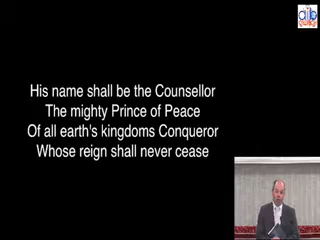 His name shall be the Counsellor
The mighty Prince of Peace
Of all earth's kingdoms Conqueror
Whose reign shall never cease